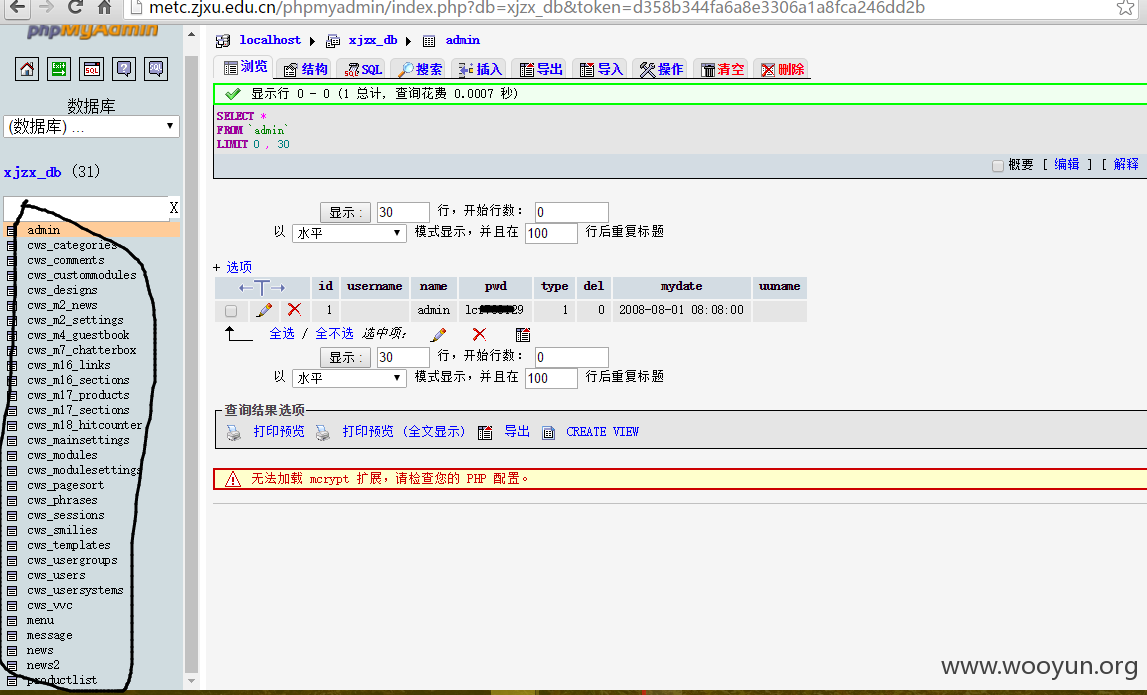 metc.zjxu.edu.cn/phpmyadmin/index.php?db=xjzx_db&token=d358b344fa6a8e3306a1a8fca246dd2b
phpMyAdmin
SQL
数据库
(数据库) ...
xjzx_db (31)
X
admin
cws_categories
cws_comments
cws_custommodules
cws_designs
cws_m2_news
cws_m2_settings
cws_m4_guestbook
cws_m7_chatterbox
cws_m16_links
cws_m16_sections
cws_m17_products
cws_m17_sections
cws_m18_hitcounter
cws_mainsettings
cws_modules
cws_modulesettings
cws_pagesort
cws_phrases
cws_sessions
cws_smilies
cws_templates
cws_usergroups
cws_users
cws_usersystems
cws_vvc
menu
message
news
news2
productlist
localhost xjzx_db admin
浏览 结构 SQL 搜索 插入 导出 导入 操作 清空 删除
显示行 0 - 0 (1 总计, 查询花费 0.0007 秒)
SELECT *
FROM `admin`
LIMIT 0 , 30
概要 [ 编辑 ] [ 解释
显示 : 30 行，开始行数： 0
以 水平 模式显示，并且在 100 行后重复标题
+ 选项
←T→ id username name pwd type del mydate uuname
1 admin 1 0 2008-08-01 08:08:00
全选 / 全不选 选中项:
显示 : 30 行，开始行数： 0
以 水平 模式显示，并且在 100 行后重复标题
查询结果选项
打印预览 打印预览 (全文显示) 导出 CREATE VIEW
无法加载 mcrypt 扩展，请检查您的 PHP 配置。
www.wooyun.org